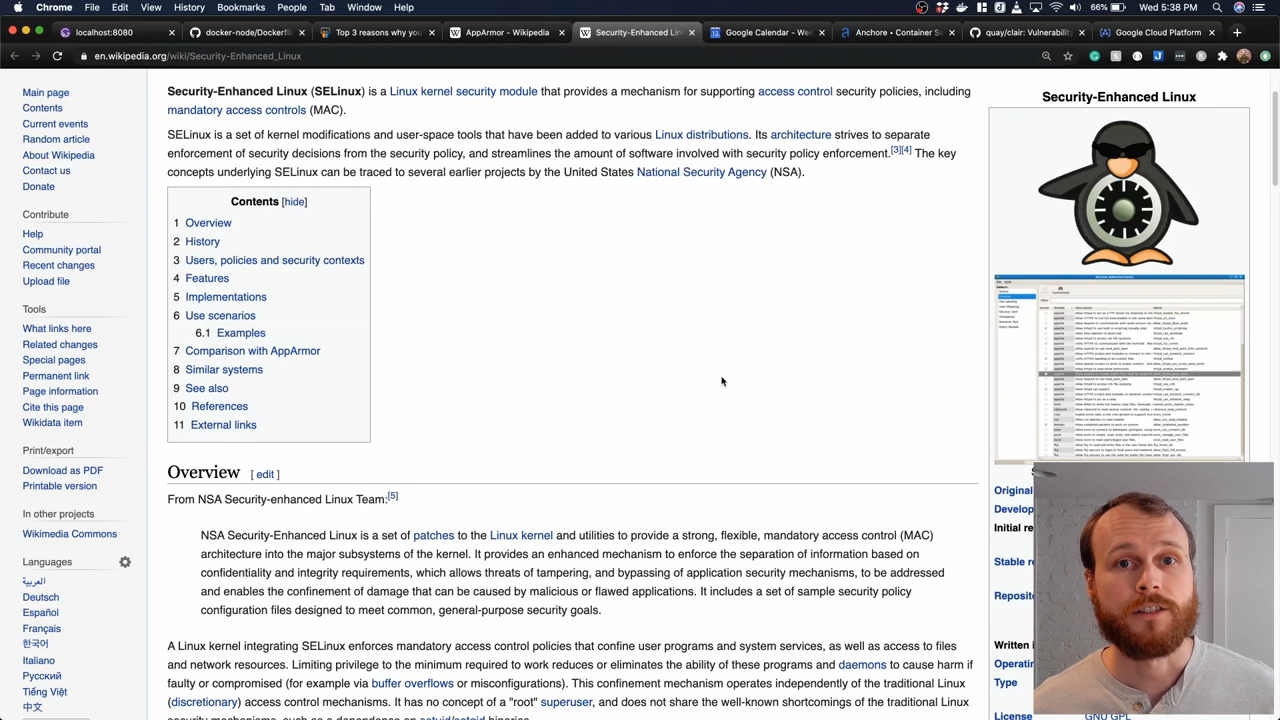 Chrome File Edit View History Bookmarks People Tab Window Help 66% Wed 5:38 PM
localhost:8080
docker-node/Dockerfil
Top 3 reasons why you
AppArmor - Wikipedia
Security-Enhanced Lin
Google Calendar - We
Anchore • Container S
quay/clair: Vulnerabilit
Google Cloud Platform
en.wikipedia.org/wiki/Security-Enhanced_Linux
Main page
Contents
Current events
Random article
About Wikipedia
Contact us
Donate
Contribute
Help
Community portal
Recent changes
Upload file
Tools
What links here
Related changes
Special pages
Permanent link
Page information
Cite this page
Wikidata item
Print/export
Download as PDF
Printable version
In other projects
Wikimedia Commons
Languages
العربية
Deutsch
Español
Français
한국어
Italiano
Русский
Tiếng Việt
中文
Security-Enhanced Linux (SELinux) is a Linux kernel security module that provides a mechanism for supporting access control security policies, including
mandatory access controls (MAC).
SELinux is a set of kernel modifications and user-space tools that have been added to various Linux distributions. Its architecture strives to separate
enforcement of security decisions from the security policy, and streamlines the amount of software involved with security policy enforcement.[3][4] The key
concepts underlying SELinux can be traced to several earlier projects by the United States National Security Agency (NSA).
Contents [hide]
1 Overview
2 History
3 Users, policies and security contexts
4 Features
5 Implementations
6 Use scenarios
6.1 Examples
7 Comparison with AppArmor
8 Similar systems
9 See also
10 References
11 External links
Overview [ edit ]
From NSA Security-enhanced Linux Team:[5]
NSA Security-Enhanced Linux is a set of patches to the Linux kernel and utilities to provide a strong, flexible, mandatory access control (MAC)
architecture into the major subsystems of the kernel. It provides an enhanced mechanism to enforce the separation of information based on
confidentiality and integrity requirements, which allows threats of tampering, and bypassing of application security mechanisms, to be addressed
and enables the confinement of damage that can be caused by malicious or flawed applications. It includes a set of sample security policy
configuration files designed to meet common, general-purpose security goals.
A Linux kernel integrating SELinux enforces mandatory access control policies that confine user programs and system services, as well as access to files
and network resources. Limiting privilege to the minimum required to work reduces or eliminates the ability of these programs and daemons to cause harm if
faulty or compromised (for example via buffer overflows or misconfigurations). This confinement mechanism operates independently of the traditional Linux
(discretionary) access control mechanisms. It has no concept of a "root" superuser, and does not share the well-known shortcomings of the traditional Linux
security mechanisms, such as a dependence on setuid/setgid binaries.
Security-Enhanced Linux
Original
Develop
Initial re
Stable re
Reposito
Written i
Operatin
Type
License GNU GPL